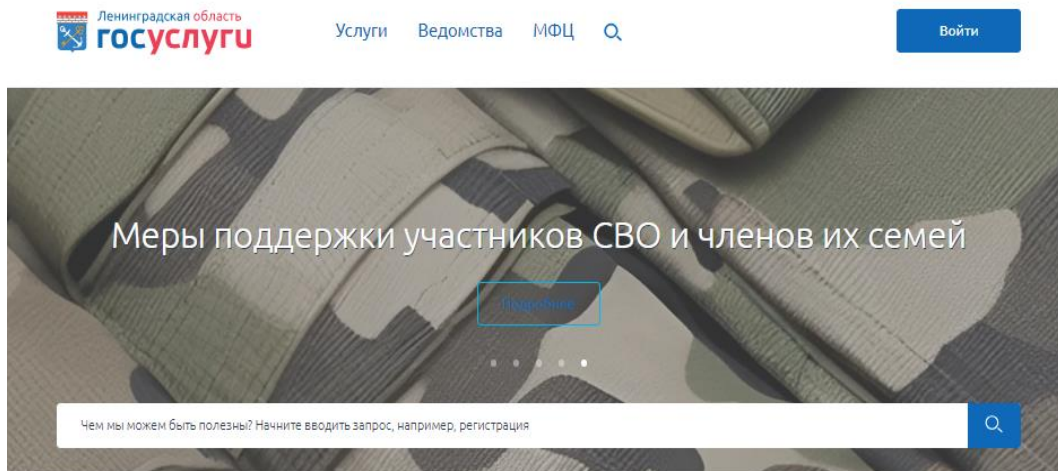 Ленинградская область
госуслуги
Услуги Ведомства МФЦ
Войти
Меры поддержки участников СВО и членов их семей
Подробнее
Чем мы можем быть полезны? Начните вводить запрос, например, регистрация